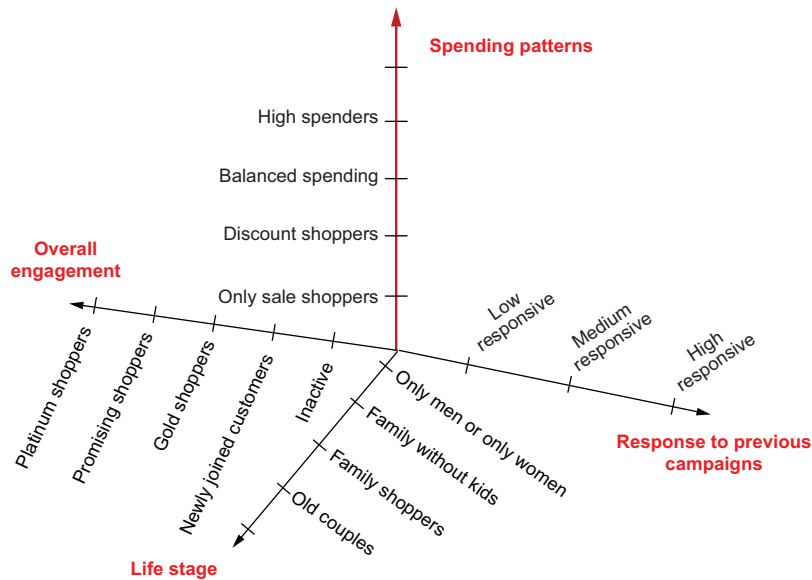 Spending patterns
High spenders
Balanced spending
Discount shoppers
Only sale shoppers
Overall
engagement
Platinum shoppers
Promising shoppers
Gold shoppers
Newly joined customers
Inactive
Low
responsive
Medium
responsive
High
responsive
Response to previous
campaigns
Only men or only women
Family without kids
Family shoppers
Old couples
Life stage